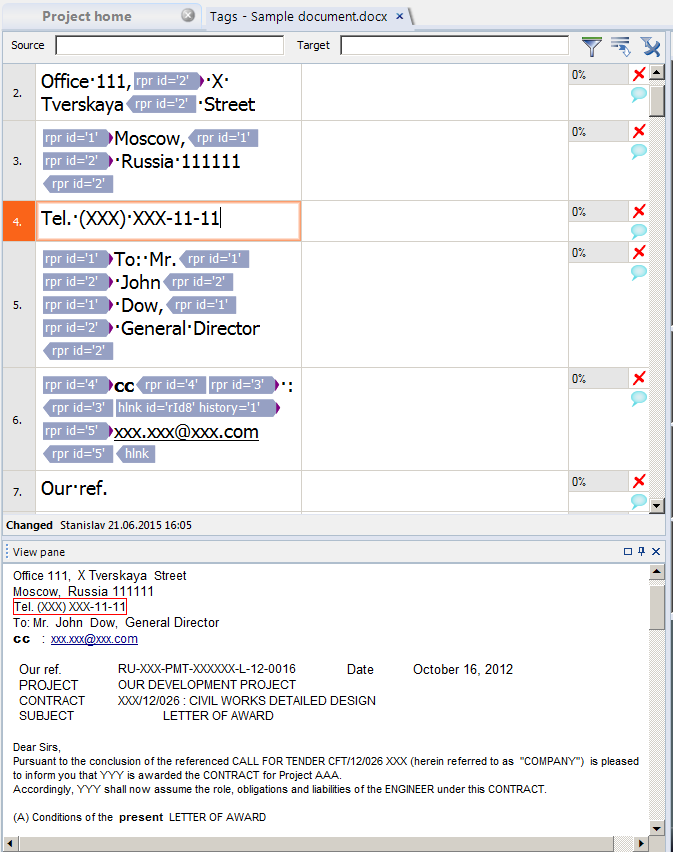 Project home
Tags - Sample document.docx
Source
Target
2.
Office·111, rpr id='2' ·X·
Tverskaya rpr id='2' ·Street
0%
3.
rpr id='1' Moscow, rpr id='1'
rpr id='2' ·Russia·111111
rpr id='2'
0%
4.
Tel.·(XXX)·XXX-11-11
0%
5.
rpr id='1' To:·Mr. rpr id='1'
rpr id='2' ·John rpr id='2'
rpr id='1' ·Dow, rpr id='1'
rpr id='2' ·General Director
rpr id='2'
0%
6.
rpr id='4' cc rpr id='4' rpr id='3' ·:
rpr id='3' hlnk id='rId8' history='1'
rpr id='5' xxx.xxx@xxx.com
rpr id='5' hlnk
0%
7.
Our·ref.
0%
Changed Stanislav 21.06.2015 16:05
View pane
Office 111, X Tverskaya Street
Moscow, Russia 111111
Tel. (XXX) XXX-11-11
To: Mr. John Dow, General Director
cc : xxx.xxx@xxx.com
Our ref. RU-XXX-PMT-XXXXXX-L-12-0016 Date October 16, 2012
PROJECT OUR DEVELOPMENT PROJECT
CONTRACT XXX/12/026 : CIVIL WORKS DETAILED DESIGN
SUBJECT LETTER OF AWARD
Dear Sirs,
Pursuant to the conclusion of the referenced CALL FOR TENDER CFT/12/026 XXX (herein referred to as "COMPANY") is pleased
to inform you that YYY is awarded the CONTRACT for Project AAA.
Accordingly, YYY shall now assume the role, obligations and liabilities of the ENGINEER under this CONTRACT.
(A) Conditions of the present LETTER OF AWARD